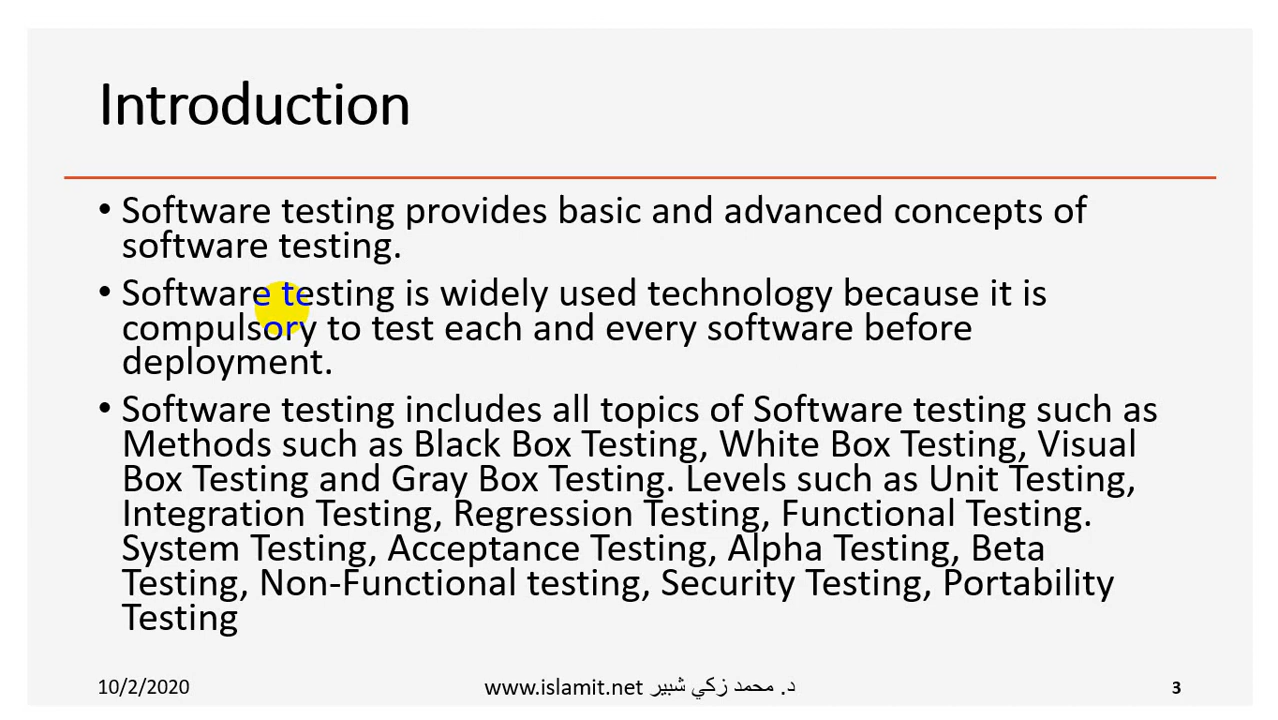 Introduction
• Software testing provides basic and advanced concepts of
software testing.
• Software testing is widely used technology because it is
compulsory to test each and every software before
deployment.
• Software testing includes all topics of Software testing such as
Methods such as Black Box Testing, White Box Testing, Visual
Box Testing and Gray Box Testing. Levels such as Unit Testing,
Integration Testing, Regression Testing, Functional Testing.
System Testing, Acceptance Testing, Alpha Testing, Beta
Testing, Non-Functional testing, Security Testing, Portability
Testing
10/2/2020
www.islamit.net د. محمد زكي شبير
3